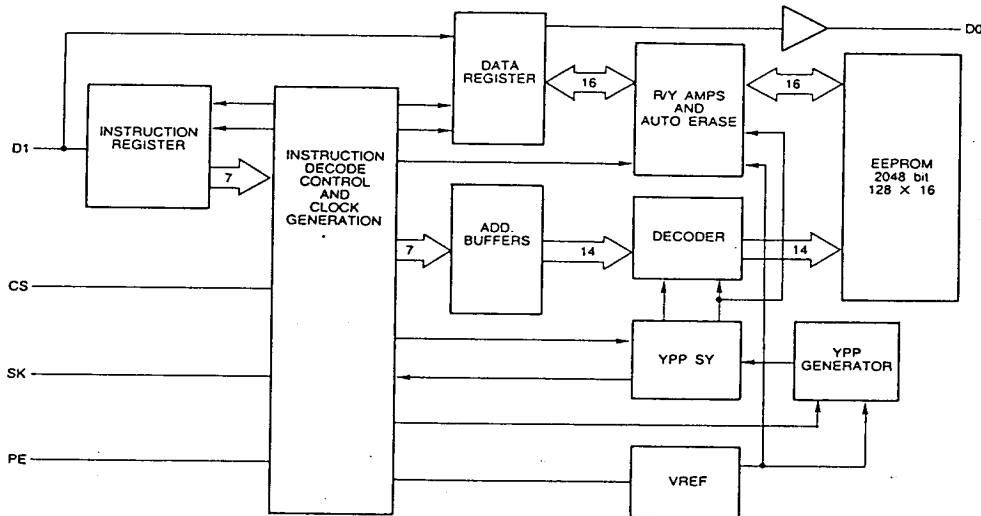 D0
DATA
REGISTER
16
R/Y AMPS
AND
AUTO ERASE
16
EEPROM
2048 bit
128 × 16
D1
INSTRUCTION
REGISTER
7
INSTRUCTION
DECODE
CONTROL
AND
CLOCK
GENERATION
7
ADD.
BUFFERS
14
DECODER
14
CS
YPP SY
YPP
GENERATOR
SK
PE
VREF